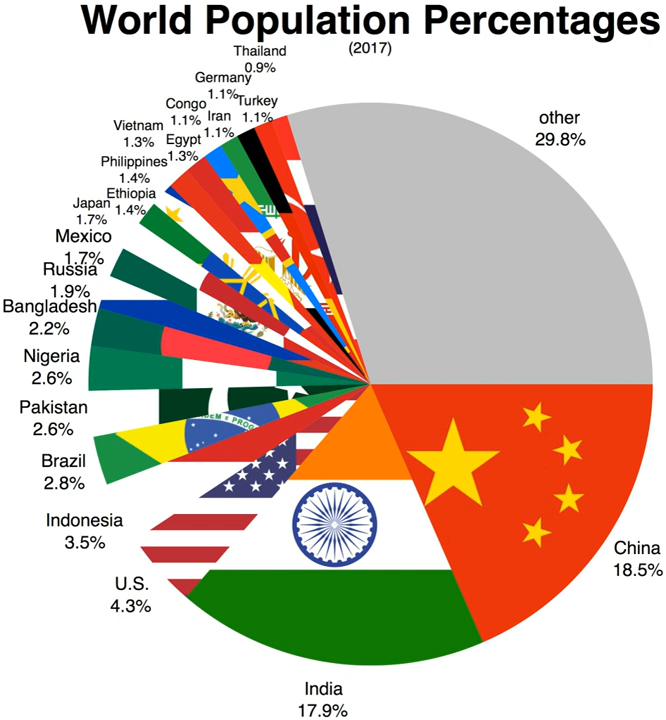 World Population Percentages
(2017)
Thailand
0.9%
Germany
1.1%
Turkey
1.1%
Congo
1.1%
Iran
1.1%
Vietnam
1.3%
Egypt
1.3%
Philippines
1.4%
Ethiopia
1.4%
Japan
1.7%
Mexico
1.7%
Russia
1.9%
Bangladesh
2.2%
Nigeria
2.6%
Pakistan
2.6%
Brazil
2.8%
Indonesia
3.5%
U.S.
4.3%
India
17.9%
China
18.5%
other
29.8%